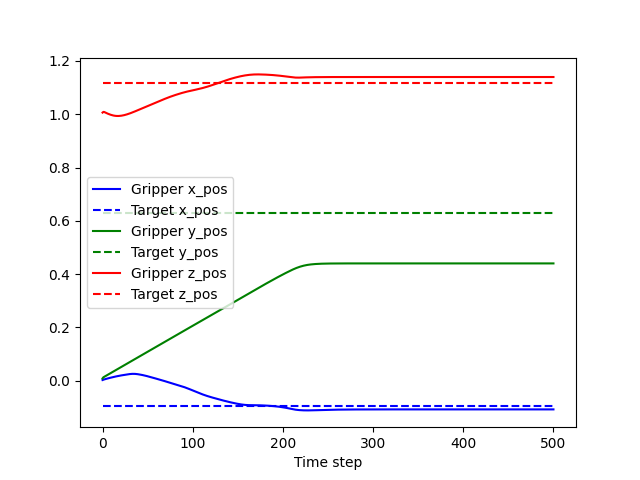 1.2
1.0
0.8
0.6
0.4
0.2
0.0
Gripper x_pos
Target x_pos
Gripper y_pos
Target y_pos
Gripper z_pos
Target z_pos
0 100 200 300 400 500
Time step